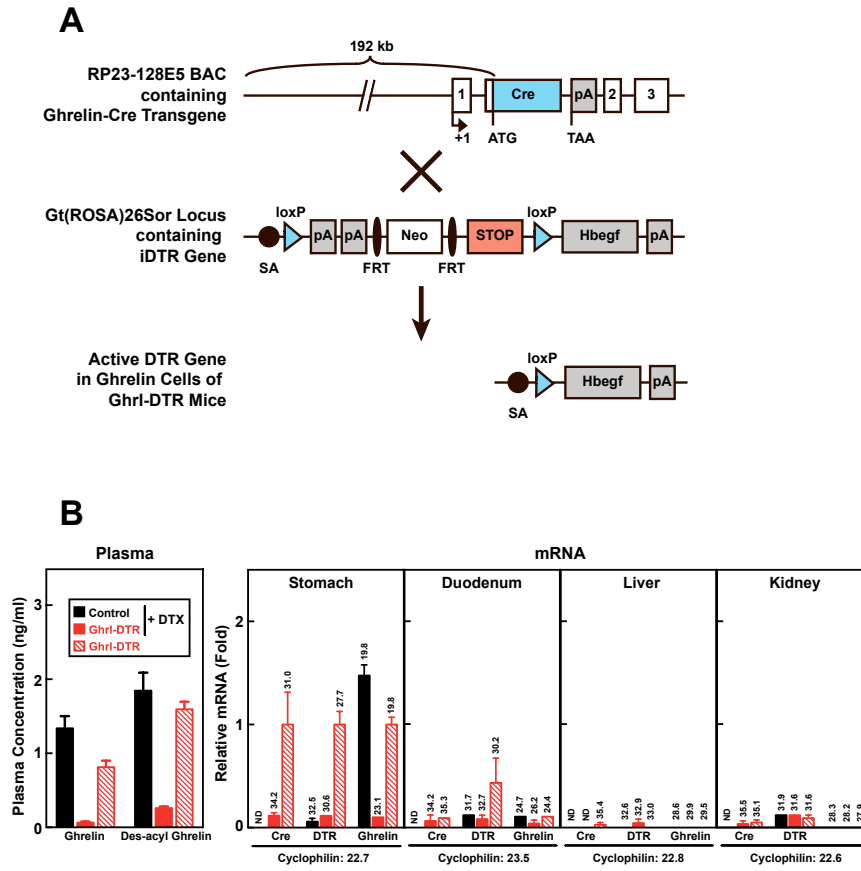 A
192 kb
RP23-128E5 BAC
containing
Ghrelin-Cre Transgene
1
Cre
pA
2
3
+1
ATG
TAA
Gt(ROSA)26Sor Locus
containing
iDTR Gene
loxP
loxP
pA
pA
Neo
STOP
Hbegf
pA
SA
FRT
FRT
Active DTR Gene
in Ghrelin Cells of
Ghrl-DTR Mice
loxP
Hbegf
pA
SA
B
Plasma
mRNA
Plasma Concentration (ng/ml)
3
2
1
0
Control
Ghrl-DTR
+ DTX
Ghrl-DTR
Ghrelin
Des-acyl Ghrelin
Relative mRNA (Fold)
2
1
0
Stomach
ND
34.2
31.0
32.5
30.6
27.7
19.8
23.1
19.8
Cre
DTR
Ghrelin
Cyclophilin: 22.7
Duodenum
ND
34.2
35.3
31.7
32.7
30.2
24.7
26.2
24.4
Cre
DTR
Ghrelin
Cyclophilin: 23.5
Liver
ND
ND
35.4
32.6
32.9
33.0
28.6
29.9
29.5
Cre
DTR
Ghrelin
Cyclophilin: 22.8
Kidney
ND
35.5
35.1
31.9
31.6
31.6
28.3
28.2
27.9
Cre
DTR
Cyclophilin: 22.6